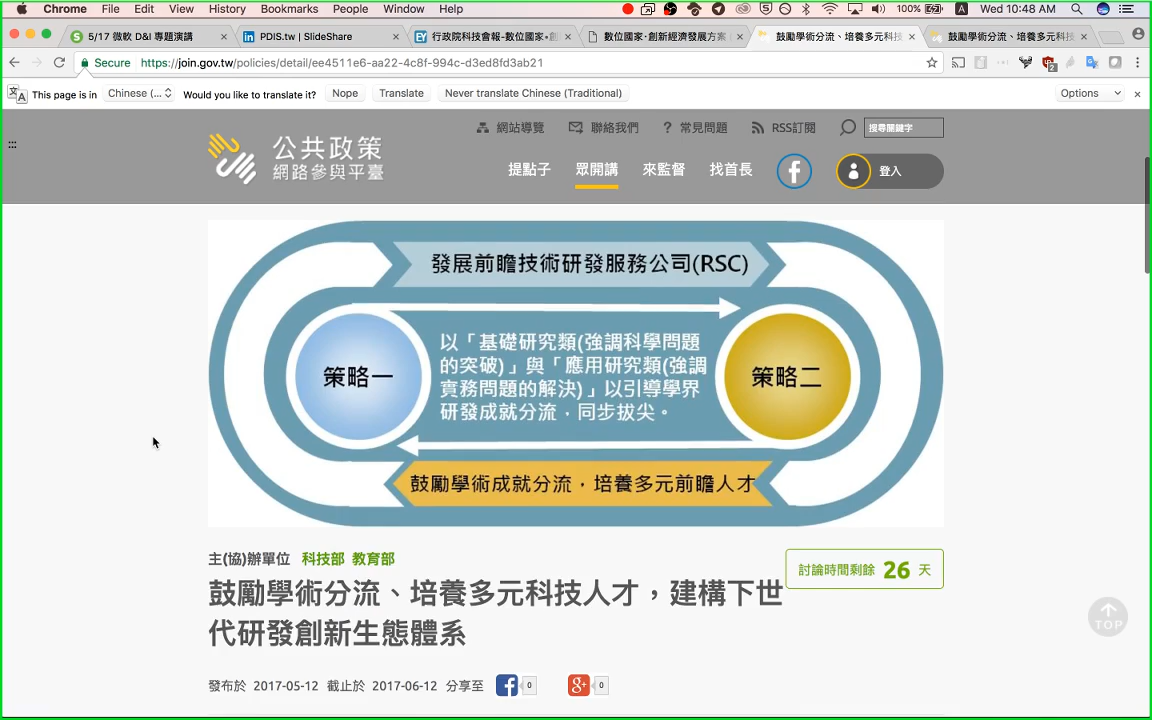 Chrome File Edit View History Bookmarks People Window Help 100% A Wed 10:48 AM
5/17 微軟 D&I 專題演講 PDIS.tw | SlideShare 行政院科技會報-數位國家•創 數位國家‧創新經濟發展方案 鼓勵學術分流、培養多元科技 鼓勵學術分流、培養多元科技
Secure https://join.gov.tw/policies/detail/ee4511e6-aa22-4c8f-994c-d3ed8fd3ab21
This page is in Chinese (... Would you like to translate it? Nope Translate Never translate Chinese (Traditional) Options
網站導覽 聯絡我們 ? 常見問題 RSS訂閱 搜尋關鍵字
公共政策
網路參與平臺
提點子 眾開講 來監督 找首長 登入
發展前瞻技術研發服務公司(RSC)
以「基礎研究類(強調科學問題
的突破)」與「應用研究類(強調
實務問題的解決)」以引導學界
研發成就分流，同步拔尖。
策略一
策略二
鼓勵學術成就分流，培養多元前瞻人才
主(協)辦單位 科技部 教育部
討論時間剩餘 26 天
鼓勵學術分流、培養多元科技人才，建構下世
代研發創新生態體系
發布於 2017-05-12 截止於 2017-06-12 分享至 0 0
TOP